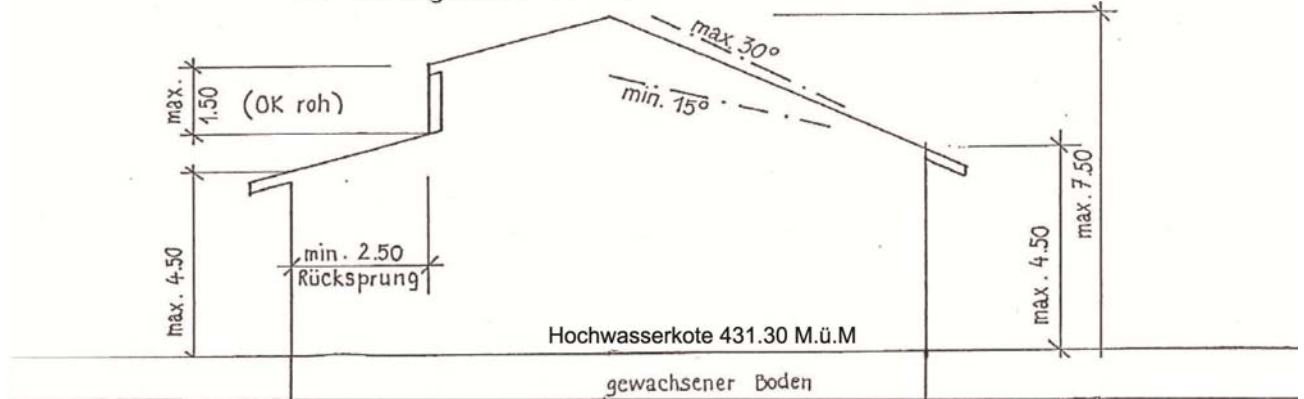 max. 30°
min. 15°
max.
1.50
(OK roh)
max. 4.50
min. 2.50
Rücksprung
max. 4.50
max. 7.50
Hochwasserkote 431.30 M.ü.M
gewachsener Boden